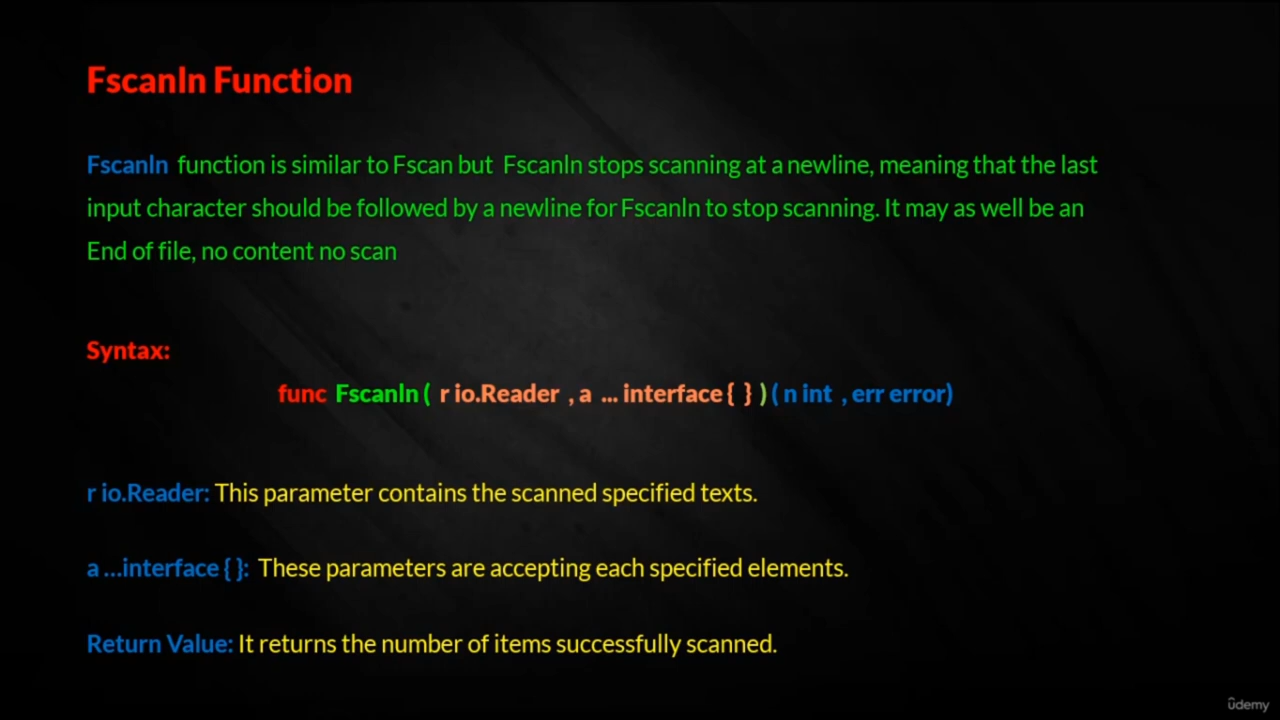 Fscanln Function
Fscanln function is similar to Fscan but Fscanln stops scanning at a newline, meaning that the last
input character should be followed by a newline for Fscanln to stop scanning. It may as well be an
End of file, no content no scan
Syntax:
func Fscanln ( r io.Reader , a ... interface { } ) ( n int , err error)
r io.Reader: This parameter contains the scanned specified texts.
a ...interface { }: These parameters are accepting each specified elements.
Return Value: It returns the number of items successfully scanned.
ûdemy